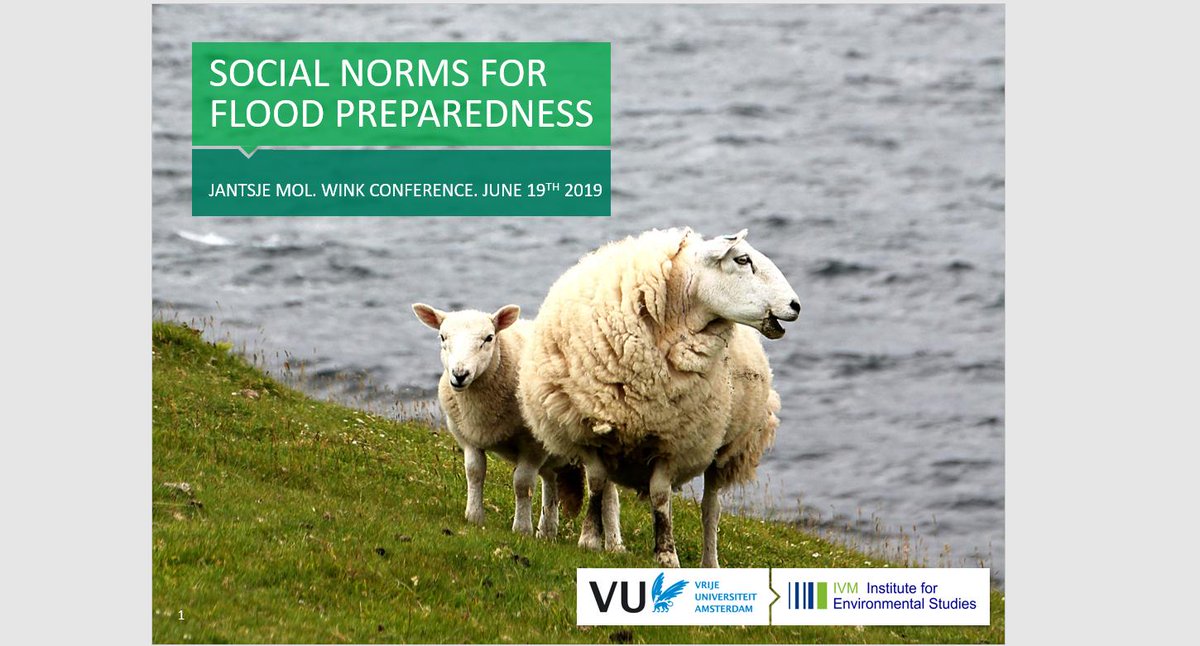 SOCIAL NORMS FOR
FLOOD PREPAREDNESS
JANTSJE MOL. WINK CONFERENCE. JUNE 19TH 2019
VU
VRIJE
UNIVERSITEIT
AMSTERDAM
IVM Institute for
Environmental Studies
1